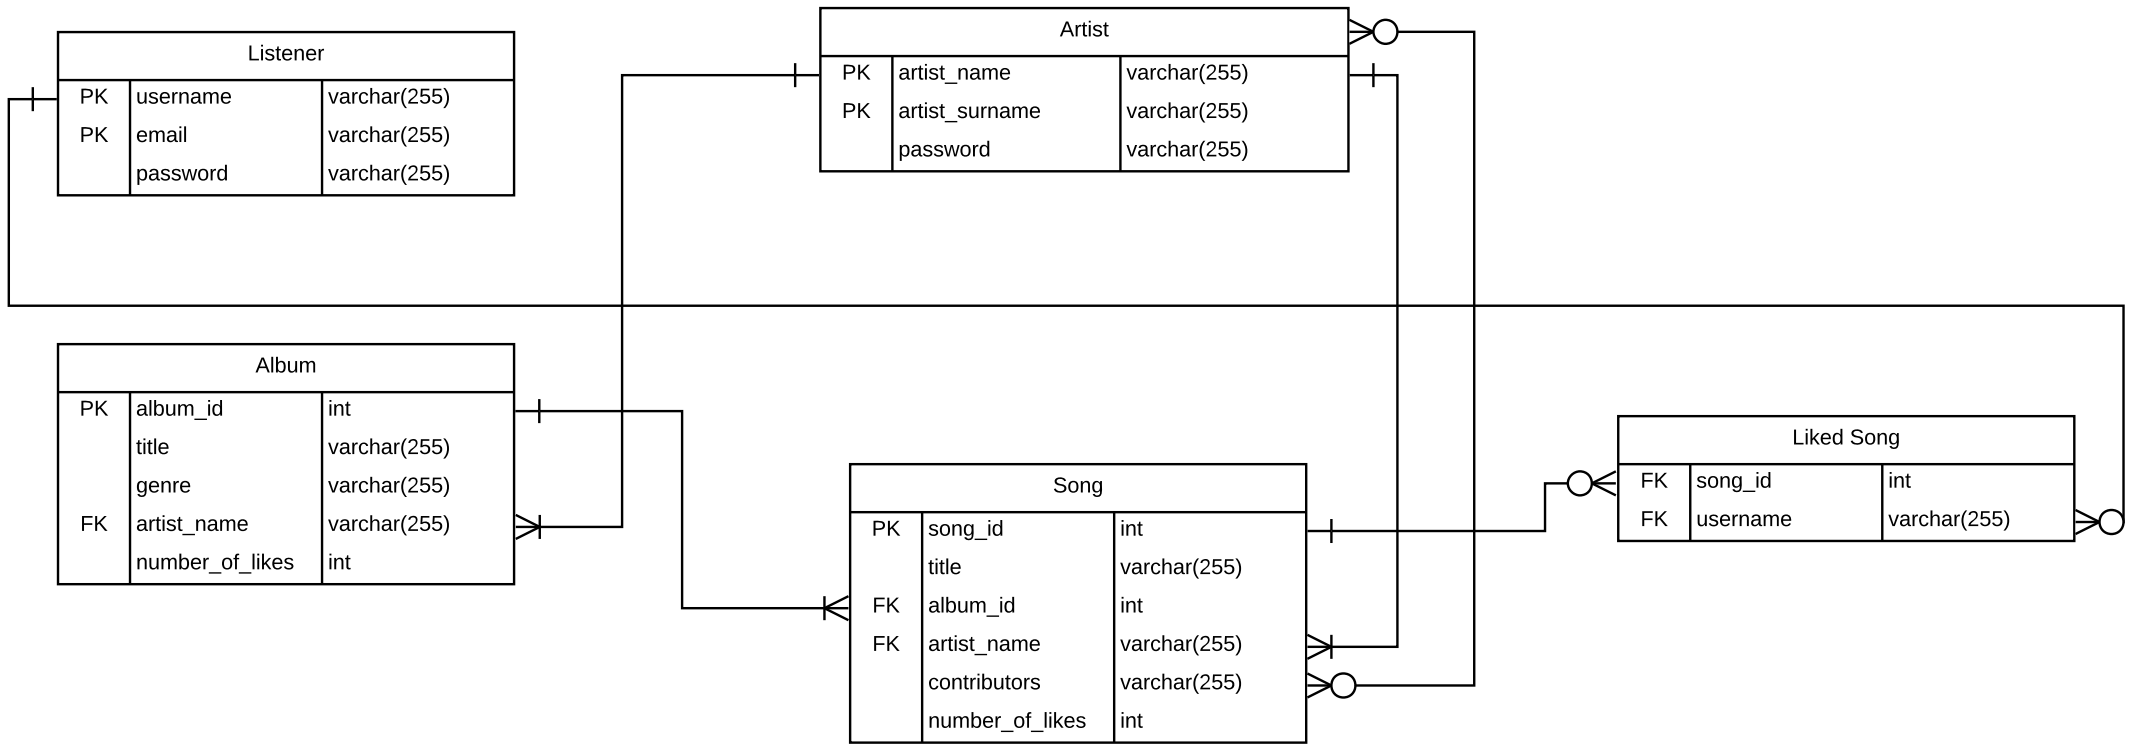 Listener
PK username varchar(255)
PK email varchar(255)
password varchar(255)
Artist
PK artist_name varchar(255)
PK artist_surname varchar(255)
password varchar(255)
Album
PK album_id int
title varchar(255)
genre varchar(255)
FK artist_name varchar(255)
number_of_likes int
Song
PK song_id int
title varchar(255)
FK album_id int
FK artist_name varchar(255)
contributors varchar(255)
number_of_likes int
Liked Song
FK song_id int
FK username varchar(255)